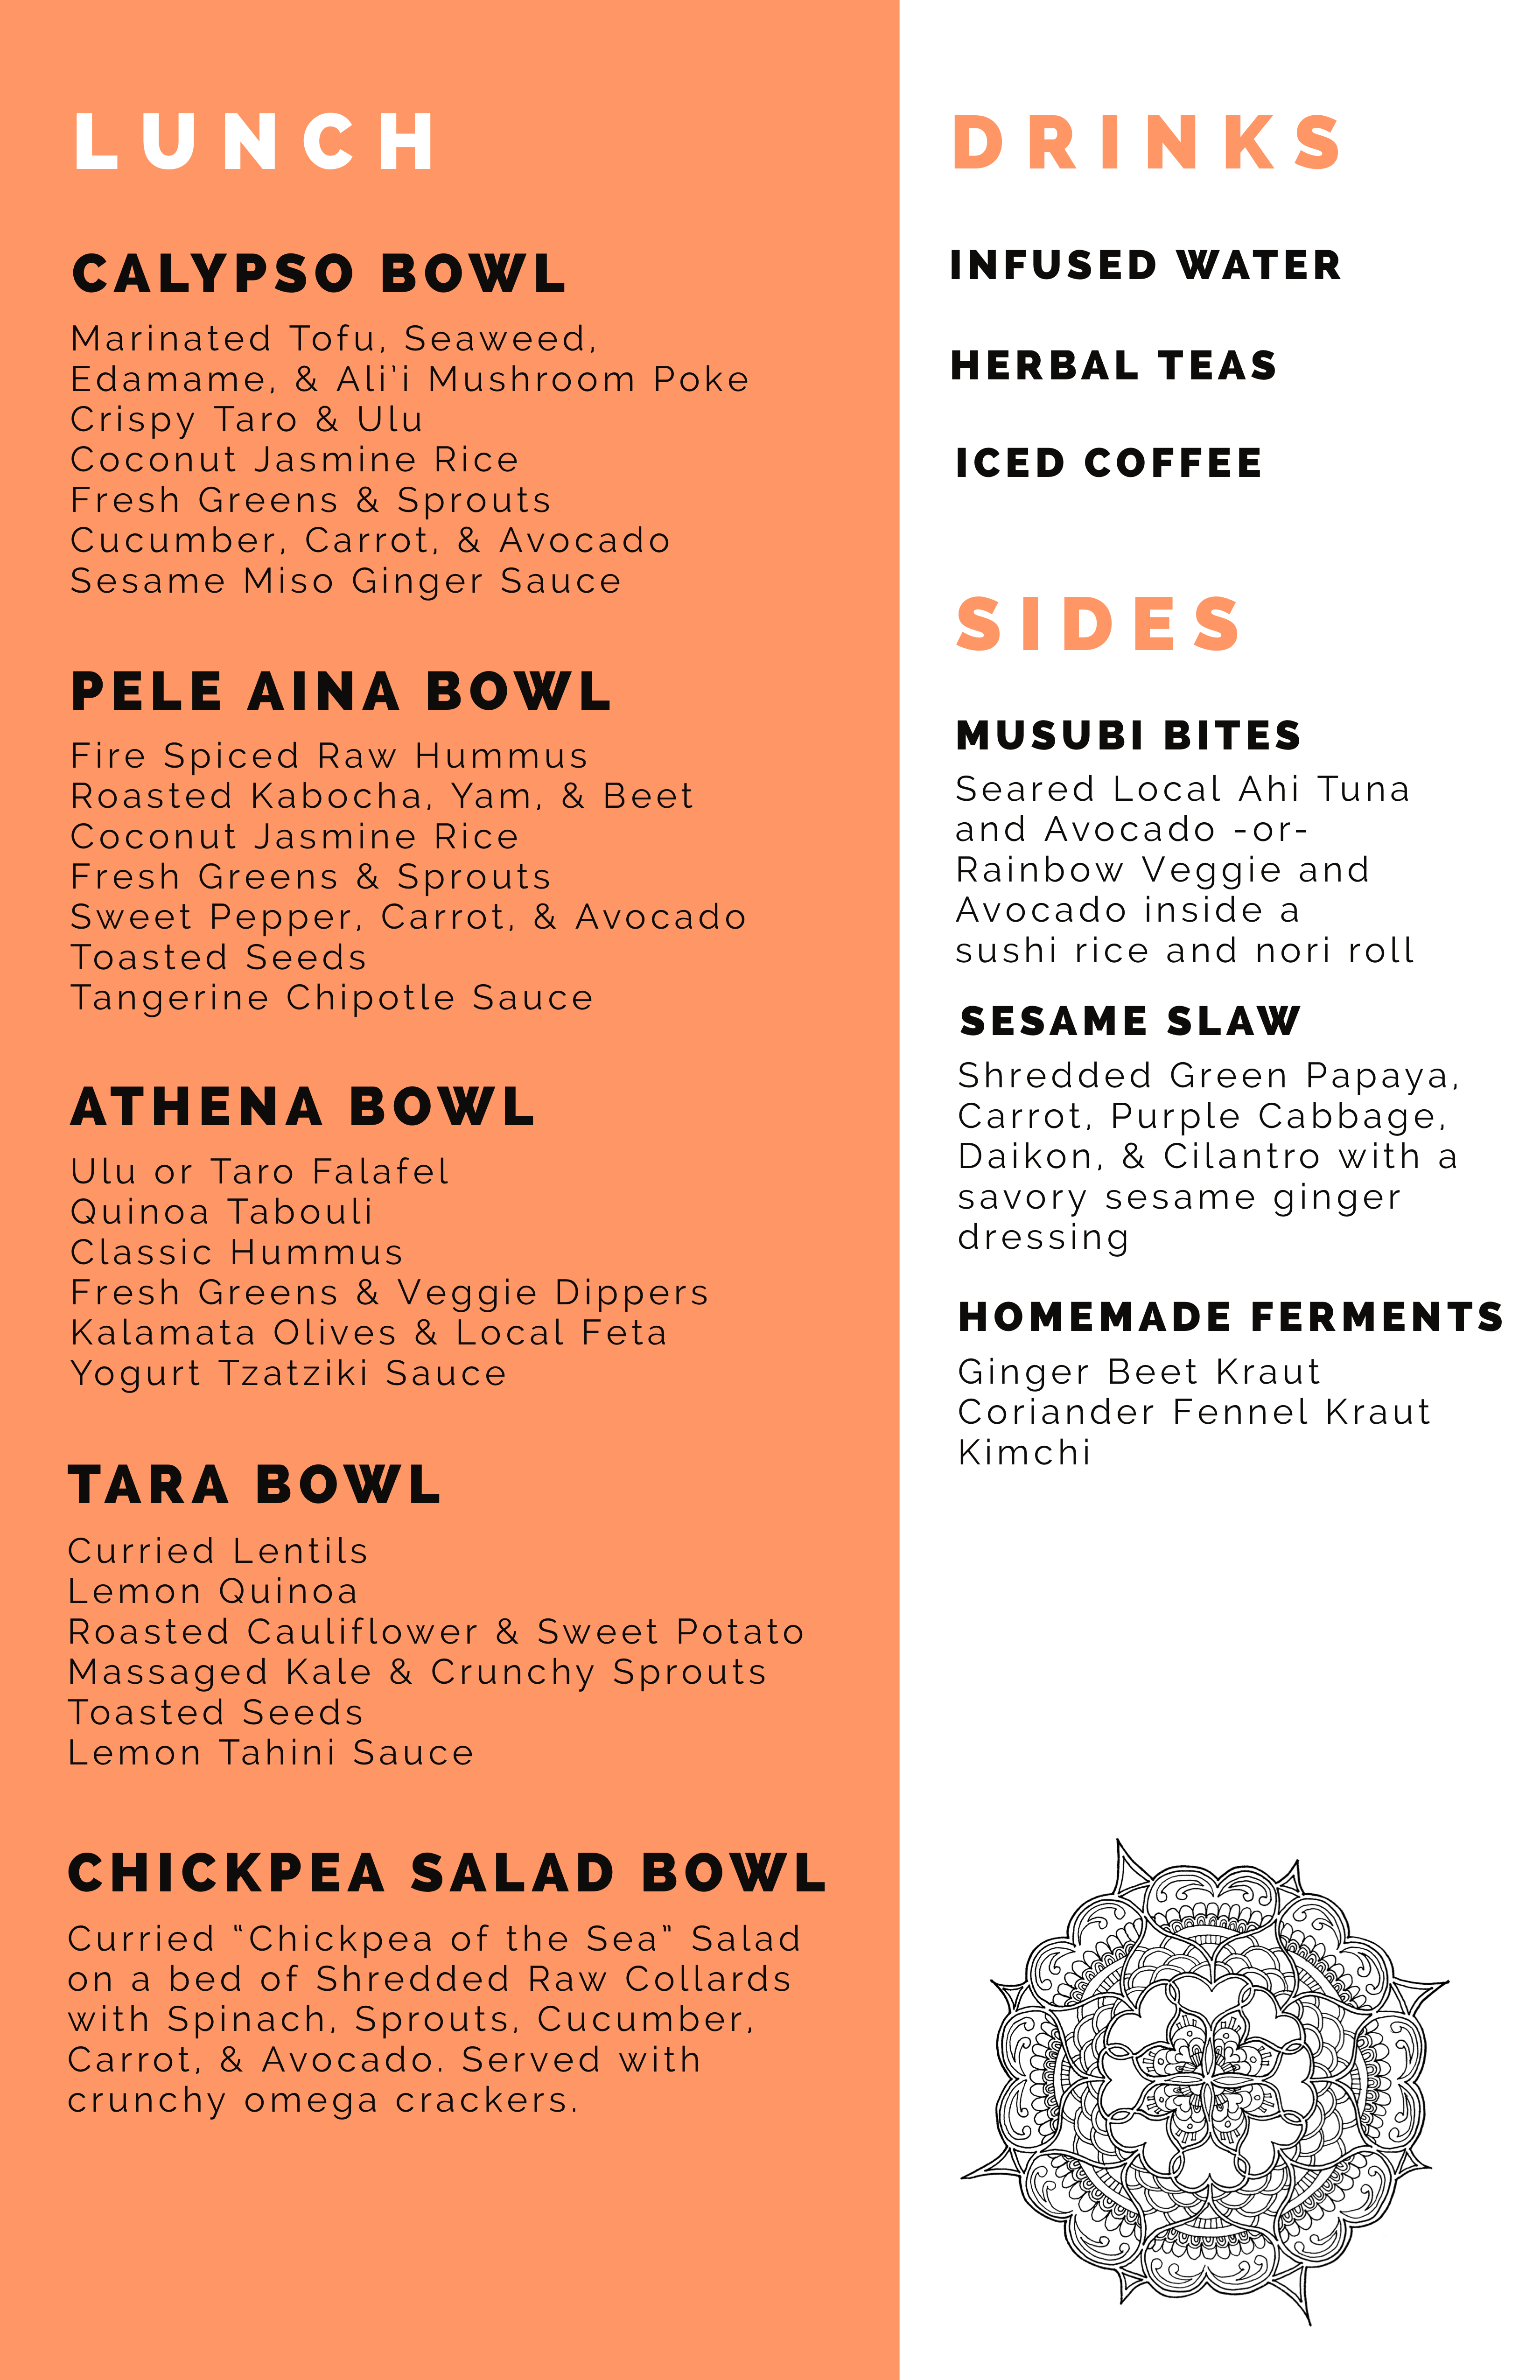 LUNCH
CALYPSO BOWL
Marinated Tofu, Seaweed,
Edamame, & Ali'i Mushroom Poke
Crispy Taro & Ulu
Coconut Jasmine Rice
Fresh Greens & Sprouts
Cucumber, Carrot, & Avocado
Sesame Miso Ginger Sauce
PELE AINA BOWL
Fire Spiced Raw Hummus
Roasted Kabocha, Yam, & Beet
Coconut Jasmine Rice
Fresh Greens & Sprouts
Sweet Pepper, Carrot, & Avocado
Toasted Seeds
Tangerine Chipotle Sauce
ATHENA BOWL
Ulu or Taro Falafel
Quinoa Tabouli
Classic Hummus
Fresh Greens & Veggie Dippers
Kalamata Olives & Local Feta
Yogurt Tzatziki Sauce
TARA BOWL
Curried Lentils
Lemon Quinoa
Roasted Cauliflower & Sweet Potato
Massaged Kale & Crunchy Sprouts
Toasted Seeds
Lemon Tahini Sauce
CHICKPEA SALAD BOWL
Curried “Chickpea of the Sea” Salad
on a bed of Shredded Raw Collards
with Spinach, Sprouts, Cucumber,
Carrot, & Avocado. Served with
crunchy omega crackers.
DRINKS
INFUSED WATER
HERBAL TEAS
ICED COFFEE
SIDES
MUSUBI BITES
Seared Local Ahi Tuna
and Avocado -or-
Rainbow Veggie and
Avocado inside a
sushi rice and nori roll
SESAME SLAW
Shredded Green Papaya,
Carrot, Purple Cabbage,
Daikon, & Cilantro with a
savory sesame ginger
dressing
HOMEMADE FERMENTS
Ginger Beet Kraut
Coriander Fennel Kraut
Kimchi